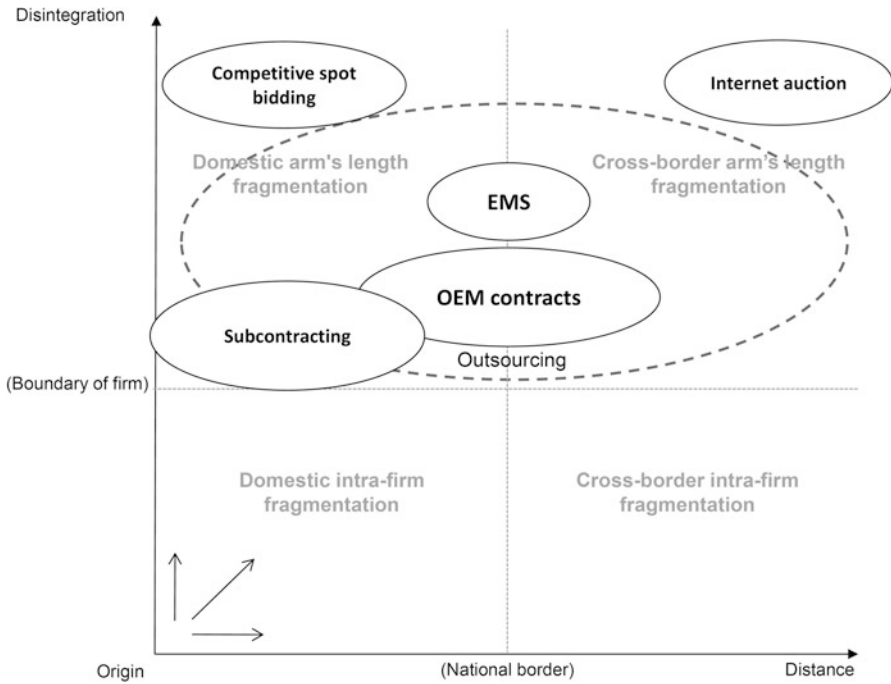 Disintegration
Competitive spot
bidding
Internet auction
Domestic arm's length
fragmentation
Cross-border arm's length
fragmentation
EMS
OEM contracts
Subcontracting
Outsourcing
(Boundary of firm)
Domestic intra-firm
fragmentation
Cross-border intra-firm
fragmentation
Origin
(National border)
Distance